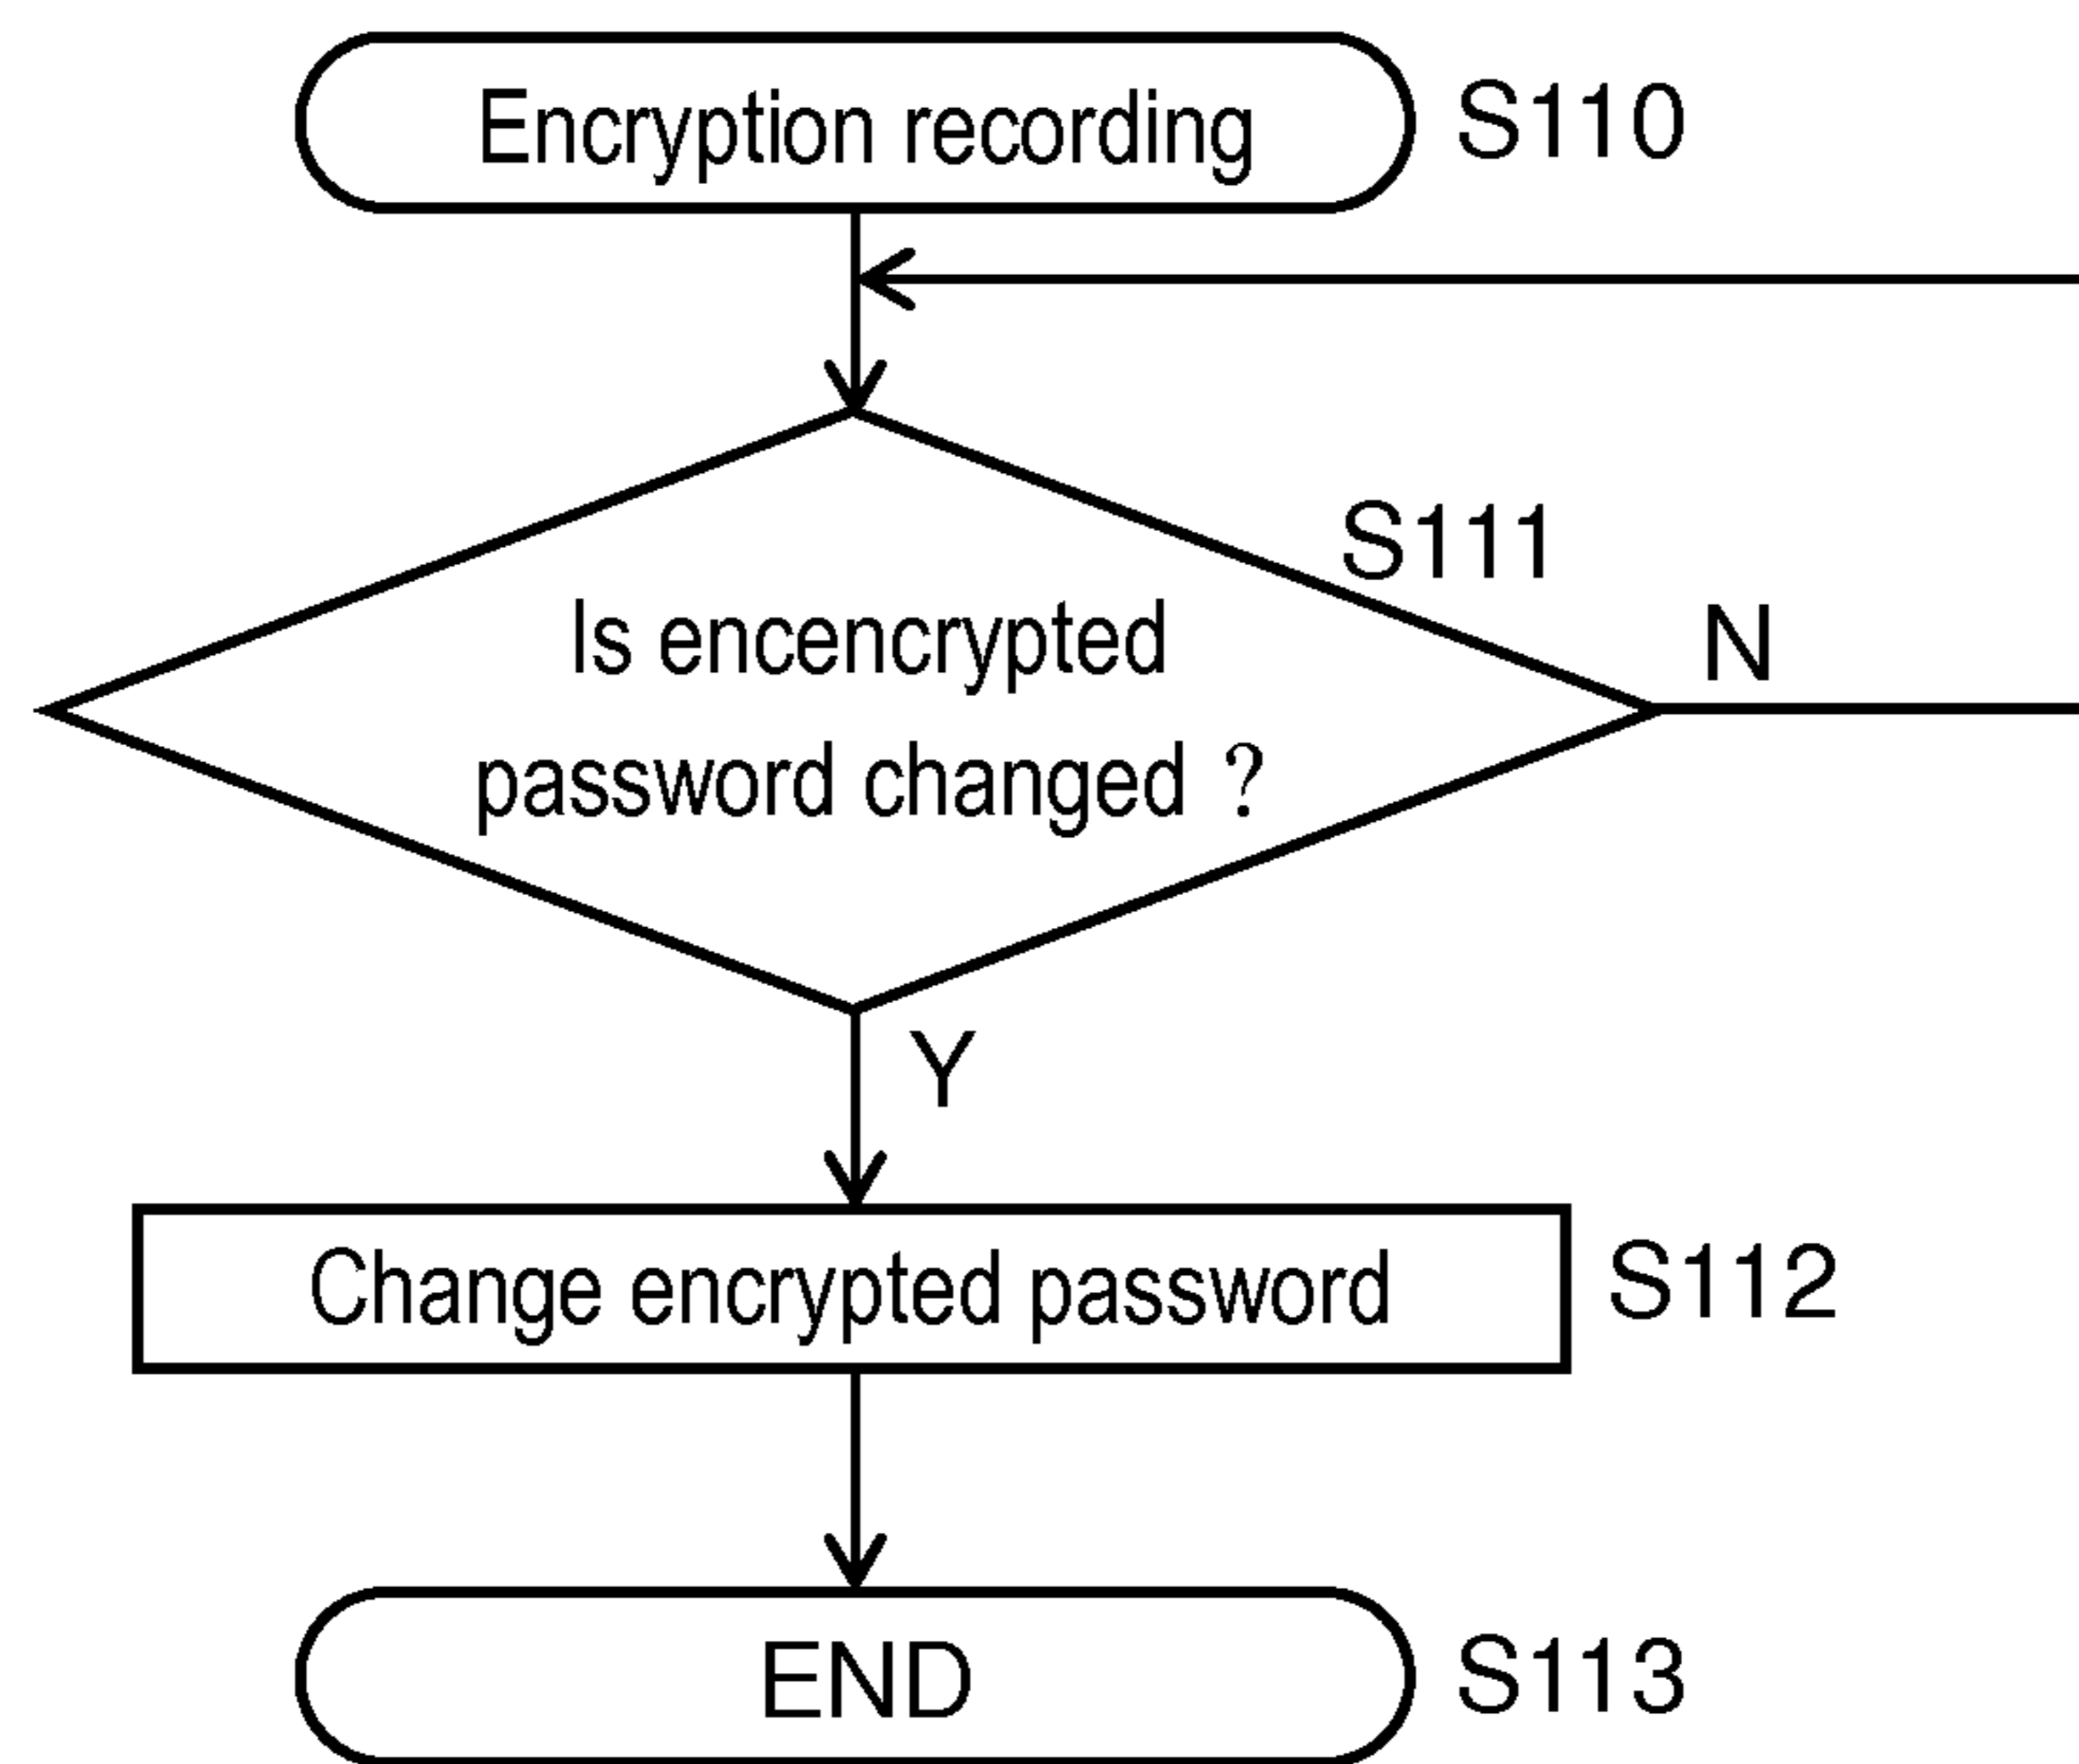 Encryption recording S110
S111
Is encencrypted
N
password changed ?
Y
Change encrypted password S112
END S113